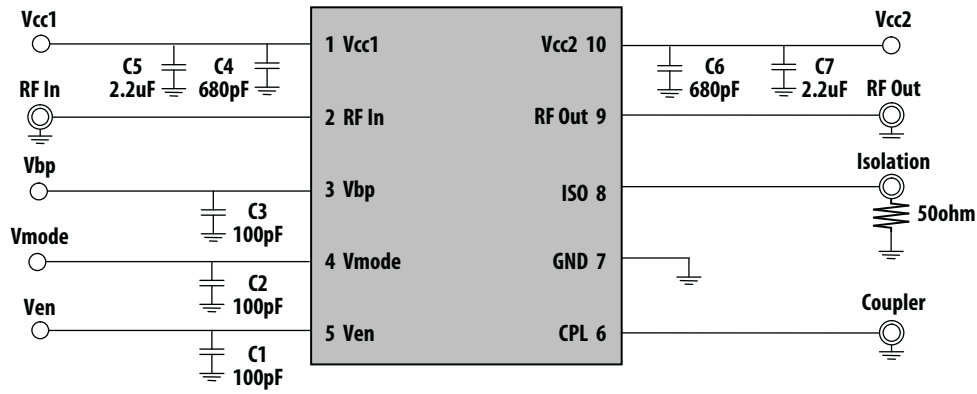 Vcc1
C5
2.2uF
C4
680pF
1 Vcc1
RF In
2 RF In
Vbp
3 Vbp
C3
100pF
Vmode
4 Vmode
C2
100pF
Ven
5 Ven
C1
100pF
Vcc2 10
Vcc2
C6
680pF
C7
2.2uF
RF Out 9
RF Out
ISO 8
Isolation
50ohm
GND 7
CPL 6
Coupler